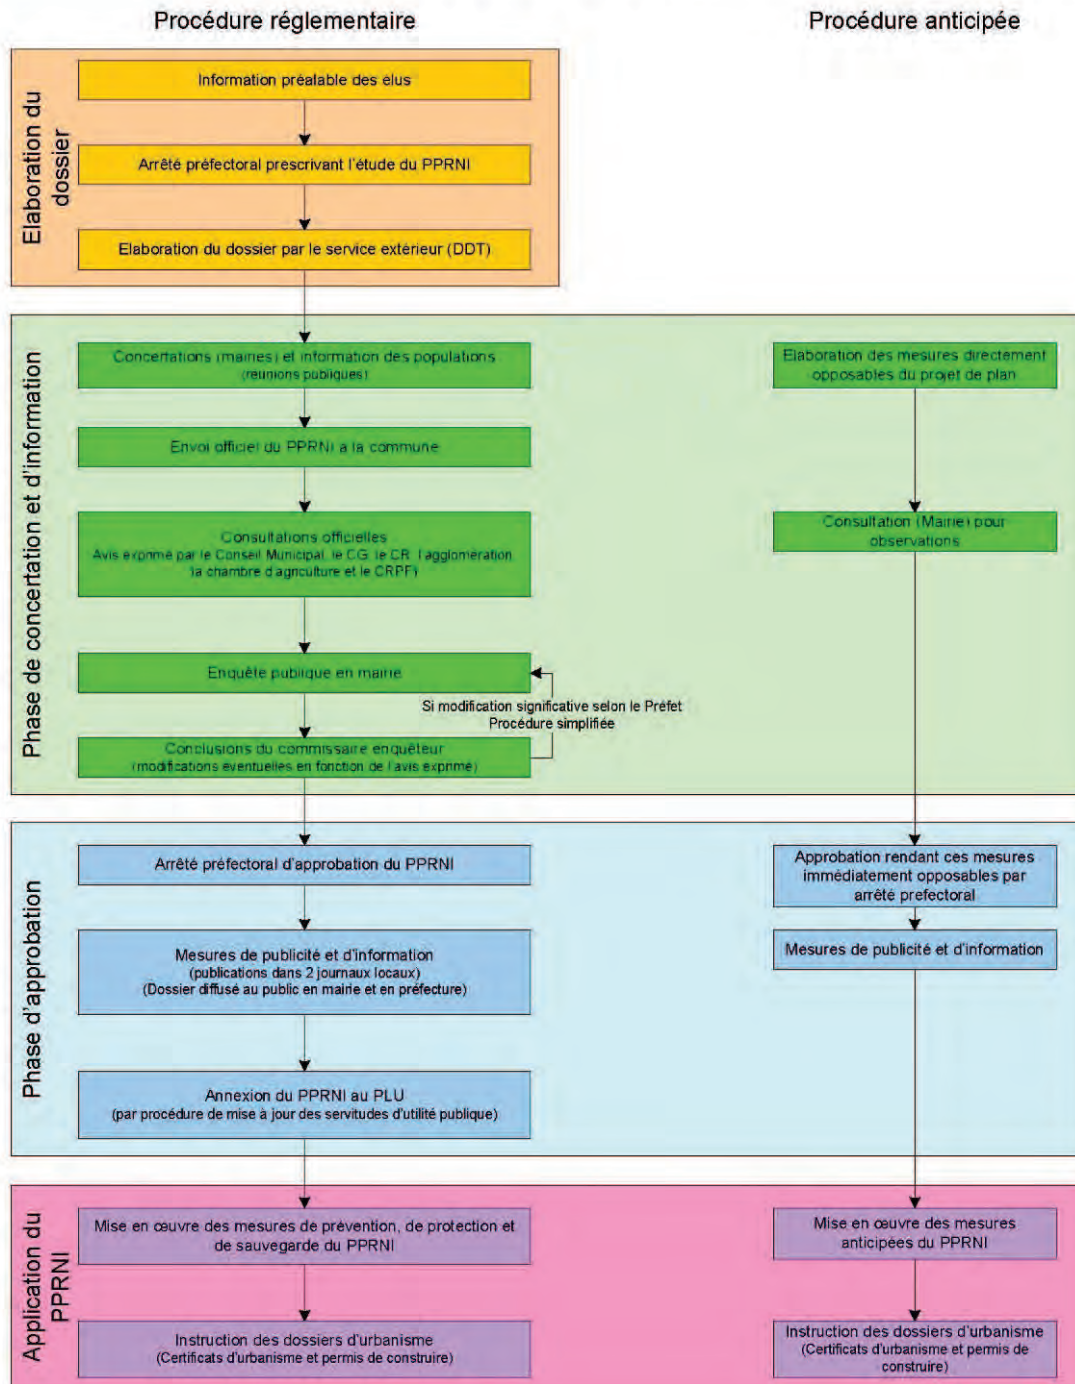 Procédure réglementaire
Procédure anticipée
Elaboration du
dossier
Information préalable des élus
Arrêté préfectoral prescrivant l'étude du PPRNI
Elaboration du dossier par le service extérieur (DDT)
Phase de concertation et d'information
Concertations (maires) et information des populations
(réunions publiques)
Envoi officiel du PPRNI a la commune
Consultations officielles
Avis exprimé par le Conseil Municipal, le CG, le CR, l'agglomération
la chambre d'agriculture et le CRPF)
Enquête publique en mairie
Si modification significative selon le Préfet
Procédure simplifiée
Conclusions du commissaire enquêteur
(modifications éventuelles en fonction de l'avis exprimé)
Elaboration des mesures directement
opposables du projet de plan
Consultation (Mairie) pour
observations
Phase d'approbation
Arrêté préfectoral d'approbation du PPRNI
Mesures de publicité et d'information
(publications dans 2 journaux locaux)
(Dossier diffusé au public en mairie et en préfecture)
Annexion du PPRNI au PLU
(par procédure de mise à jour des servitudes d'utilité publique)
Approbation rendant ces mesures
immédiatement opposables par
arrêté prefectoral
Mesures de publicité et d'information
Application du
PPRNI
Mise en œuvre des mesures de prévention, de protection et
de sauvegarde du PPRNI
Instruction des dossiers d'urbanisme
(Certificats d'urbanisme et permis de construire)
Mise en œuvre des mesures
anticipées du PPRNI
Instruction des dossiers d'urbanisme
(Certificats d'urbanisme et permis de
construire)